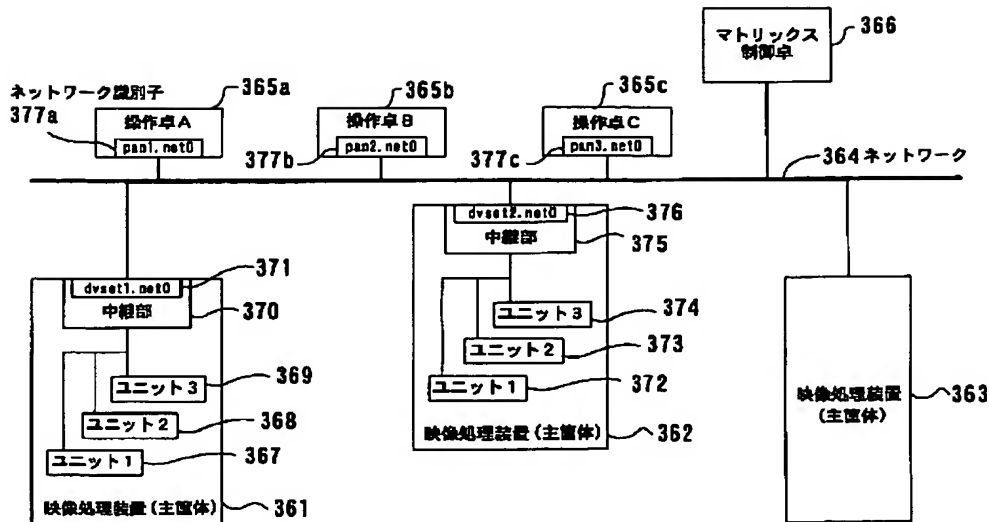 マトリックス
制御卓
366
365a
365b
365c
ネットワーク識別子
377a
操作卓A
pan1.net0
操作卓B
pan2.net0
377b
操作卓C
pan3.net0
377c
364 ネットワーク
dvset2.net0
376
中継部
375
dvset1.net0
371
中継部
370
ユニット3
374
ユニット2
373
ユニット1
372
ユニット3
369
ユニット2
368
ユニット1
367
映像処理装置(主筐体)
362
映像処理装置
(主筐体)
363
映像処理装置(主筐体)
361